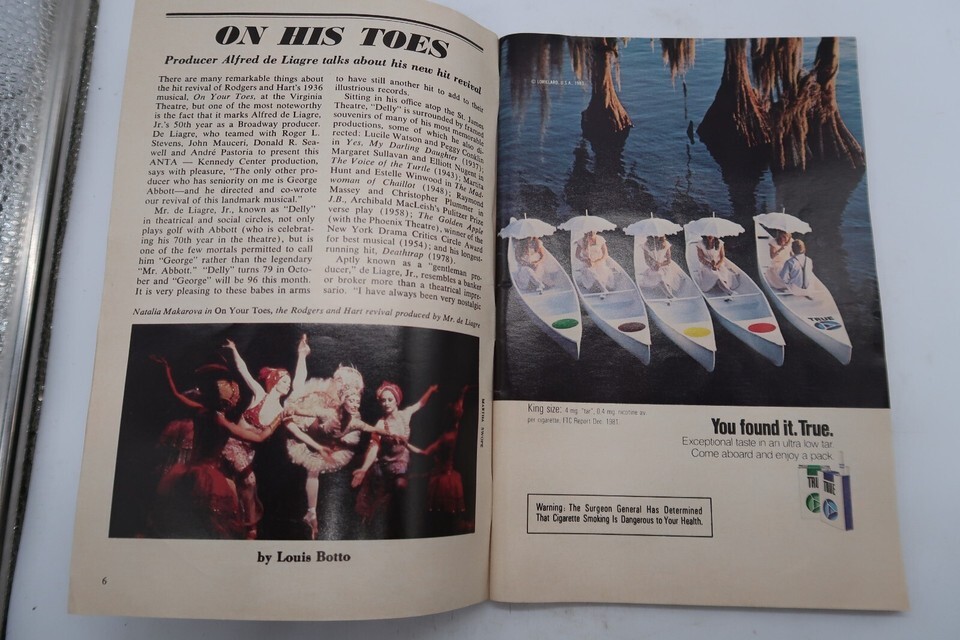 ON HIS TOES
Producer Alfred de Liagre talks about his new hit revival
There are many remarkable things about
the hit revival of Rodgers and Hart's 1936
musical, On Your Toes, at the Virginia
Theatre, but one of the most noteworthy
is the fact that it marks Alfred de Liagre,
Jr.'s 50th year as a Broadway producer.
De Liagre, who teamed with Roger L.
Stevens, John Mauceri, Donald R. Sea-
well and André Pastoria to present this
ANTA — Kennedy Center production,
says with pleasure, "The only other pro-
ducer who has seniority on me is George
Abbott—and he directed and co-wrote
our revival of this landmark musical."
Mr. de Liagre, Jr., known as "Delly"
in theatrical and social circles, not only
plays golf with Abbott (who is celebrat-
ing his 70th year in the theatre), but is
one of the few mortals permitted to call
him "George" rather than the legendary
"Mr. Abbott." "Delly" turns 79 in Octo-
ber and "George" will be 96 this month.
It is very pleasing to these babes in arms
to have still another hit to add to their
illustrious records.
Sitting in his office atop the St. James
Theatre, "Delly" is surrounded by framed
souvenirs of many of his most memorable
productions, some of which he also di-
rected: Lucile Watson and Peggy Conklin
in Yes, My Darling Daughter (1937);
Margaret Sullavan and Elliott Nugent in
The Voice of the Turtle (1943); Martita
Hunt and Estelle Winwood in The Mad-
woman of Chaillot (1948); Raymond
Massey and Christopher Plummer in
J.B., Archibald MacLeish's Pulitzer Prize
verse play (1958); The Golden Apple
(with the Phoenix Theatre), winner of the
New York Drama Critics Circle Award
for best musical (1954); and his longest-
running hit, Deathtrap (1978).
Aptly known as a "gentleman pro-
ducer," de Liagre, Jr., resembles a banker
or broker more than a theatrical impre-
sario. "I have always been very nostalgic
Natalia Makarova in On Your Toes, the Rodgers and Hart revival produced by Mr. de Liagre
MARTHA SWOPE
by Louis Botto
6
© LORILLARD, U.S.A., 1982
TRUE
King size: 4 mg. "tar", 0.4 mg. nicotine av.
per cigarette, FTC Report Dec. 1981.
You found it. True.
Exceptional taste in an ultra low tar.
Come aboard and enjoy a pack.
TRUE
Warning: The Surgeon General Has Determined
That Cigarette Smoking Is Dangerous to Your Health.